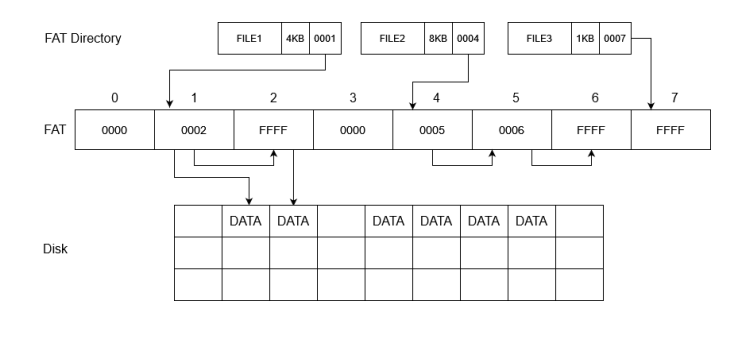 FAT Directory FILE1 4KB 0001 FILE2 8KB 0004 FILE3 1KB 0007
0 1 2 3 4 5 6 7
FAT 0000 0002 FFFF 0000 0005 0006 FFFF FFFF
DATA DATA DATA DATA DATA DATA
Disk